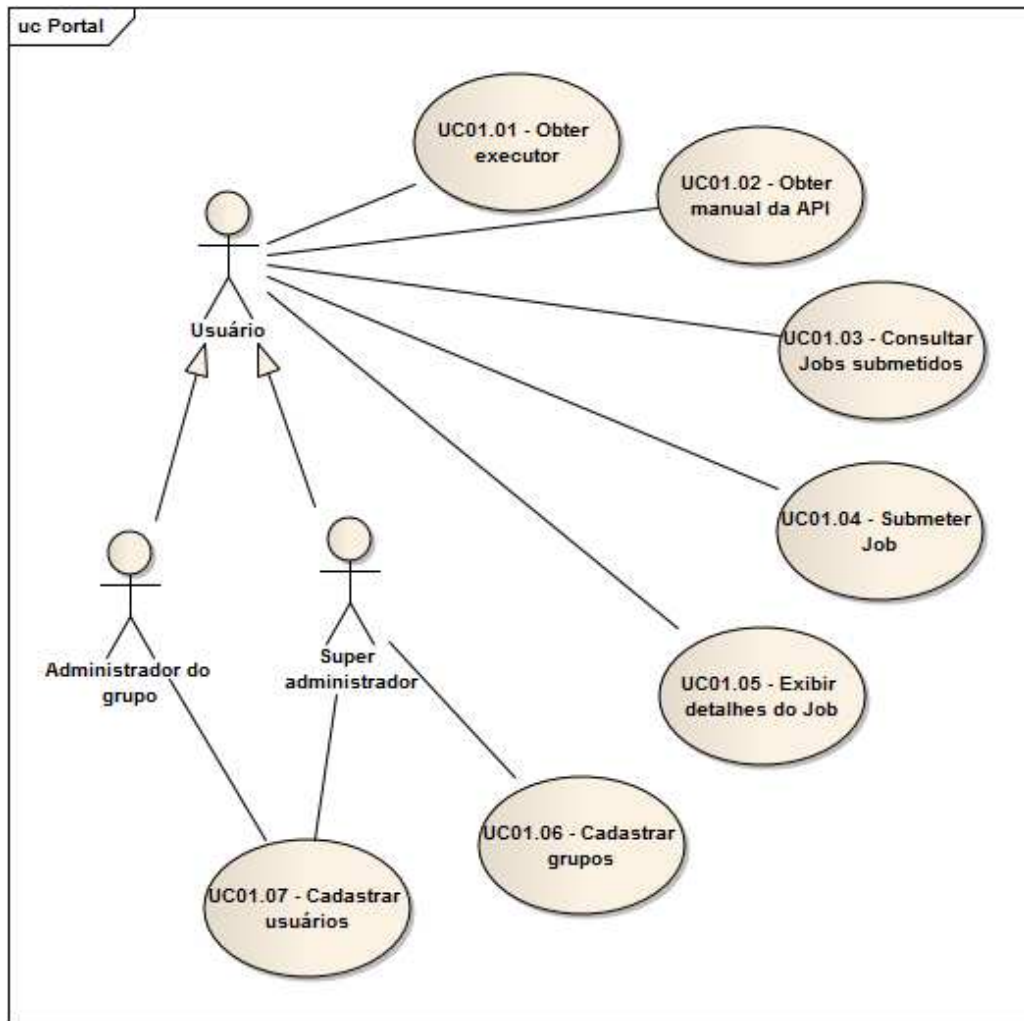 uc Portal
UC01.01 - Obter
executor
UC01.02 - Obter
manual da API
Usuário
UC01.03 - Consultar
Jobs submetidos
UC01.04 - Submeter
Job
Administrador do
grupo
Super
administrador
UC01.05 - Exibir
detalhes do Job
UC01.06 - Cadastrar
grupos
UC01.07 - Cadastrar
usuários